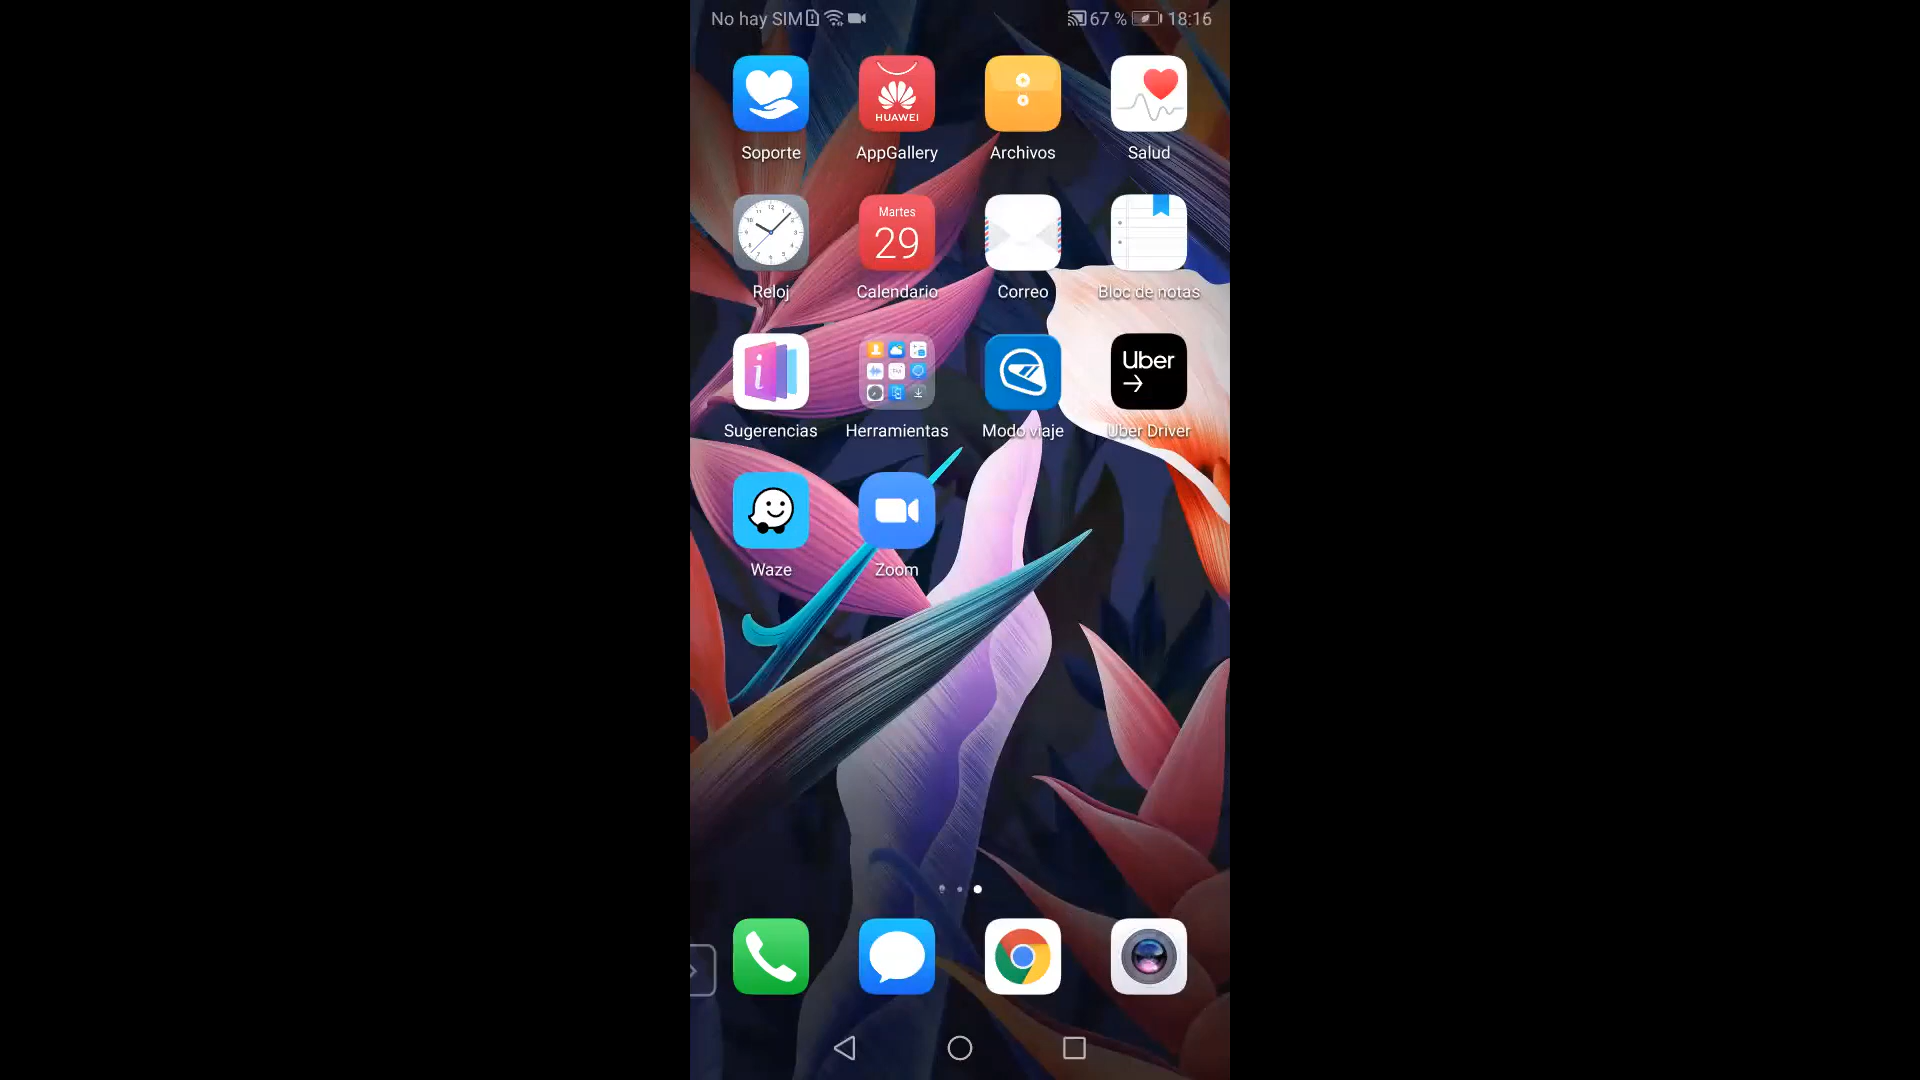 No hay SIM 67 % 18:16
HUAWEI
Soporte AppGallery Archivos Salud
Martes
29
Reloj Calendario Correo Bloc de notas
Uber
Sugerencias Herramientas Modo viaje Uber Driver
Waze Zoom